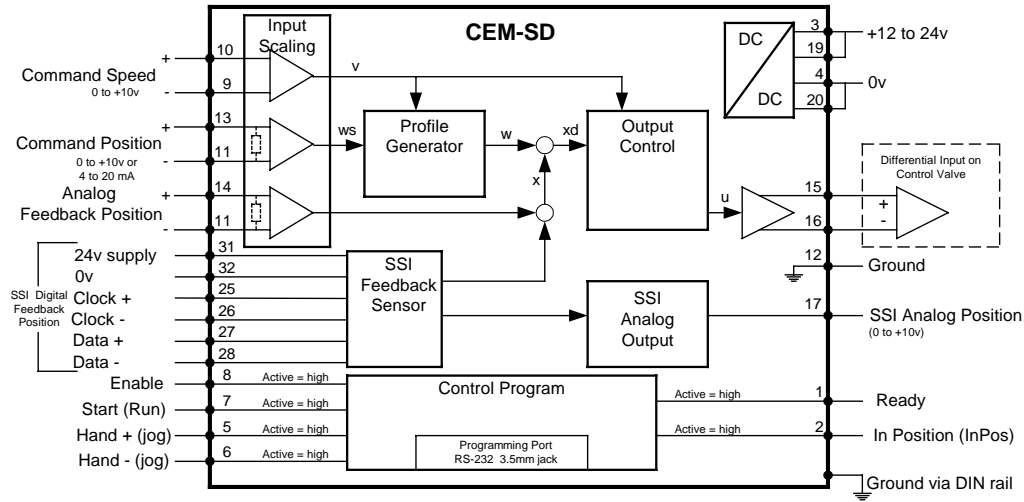 CEM-SD
Input
Scaling
DC
DC
3
19
4
20
+12 to 24v
0v
Command Speed
0 to +10v
+
-
10
9
v
Command Position
0 to +10v or
4 to 20 mA
+
-
13
11
ws
Profile
Generator
w
xd
x
Output
Control
u
Analog
Feedback Position
+
-
14
11
15
16
Differential Input on
Control Valve
+
-
12
Ground
SSI Digital
Feedback
Position
24v supply
0v
Clock +
Clock -
Data +
Data -
31
32
25
26
27
28
SSI
Feedback
Sensor
SSI
Analog
Output
17
SSI Analog Position
(0 to +10v)
Enable
Start (Run)
Hand + (jog)
Hand - (jog)
8
7
5
6
Active = high
Active = high
Active = high
Active = high
Control Program
Programming Port
RS-232 3.5mm jack
Active = high
Active = high
1
2
Ready
In Position (InPos)
Ground via DIN rail